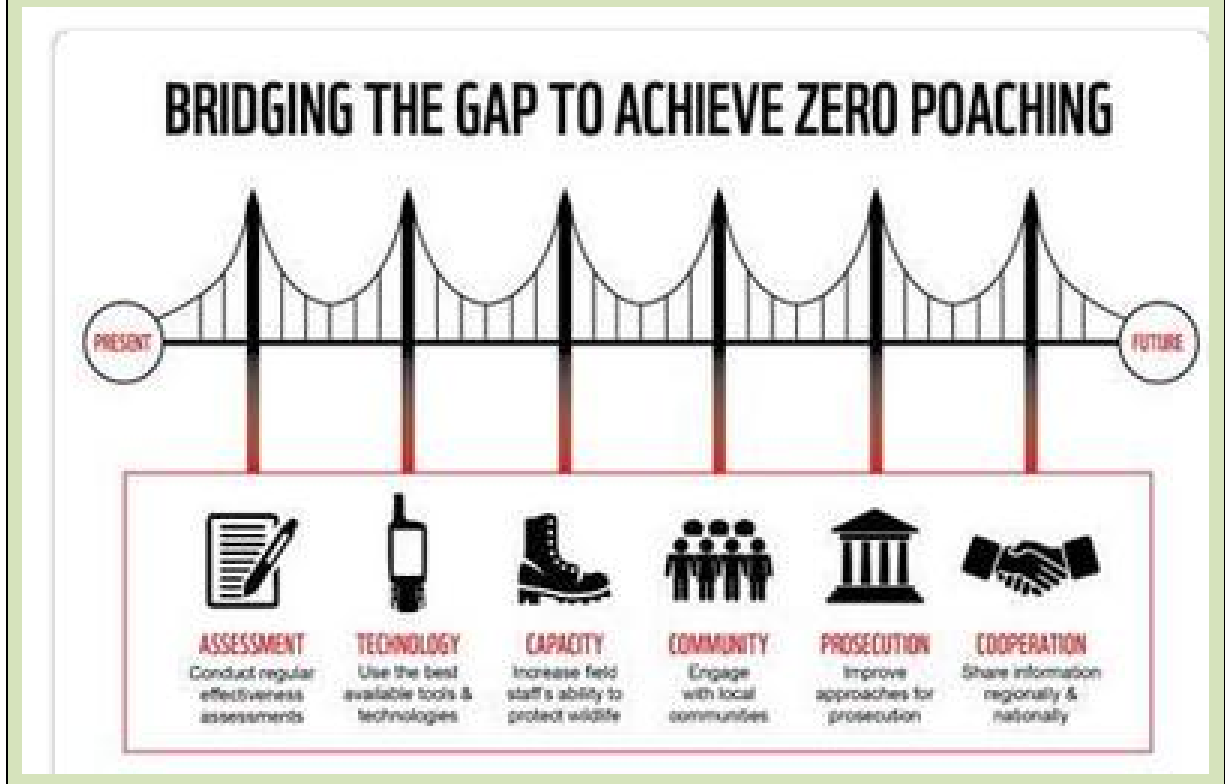 BRIDGING THE GAP TO ACHIEVE ZERO POACHING
PRESENT
FUTURE
ASSESSMENT
Conduct regular
effectiveness
assessments
TECHNOLOGY
Use the best
available tools &
technologies
CAPACITY
Increase field
staff's ability to
protect wildlife
COMMUNITY
Engage
with local
communities
PROSECUTION
Improve
approaches for
prosecution
COOPERATION
Share information
regionally &
nationally